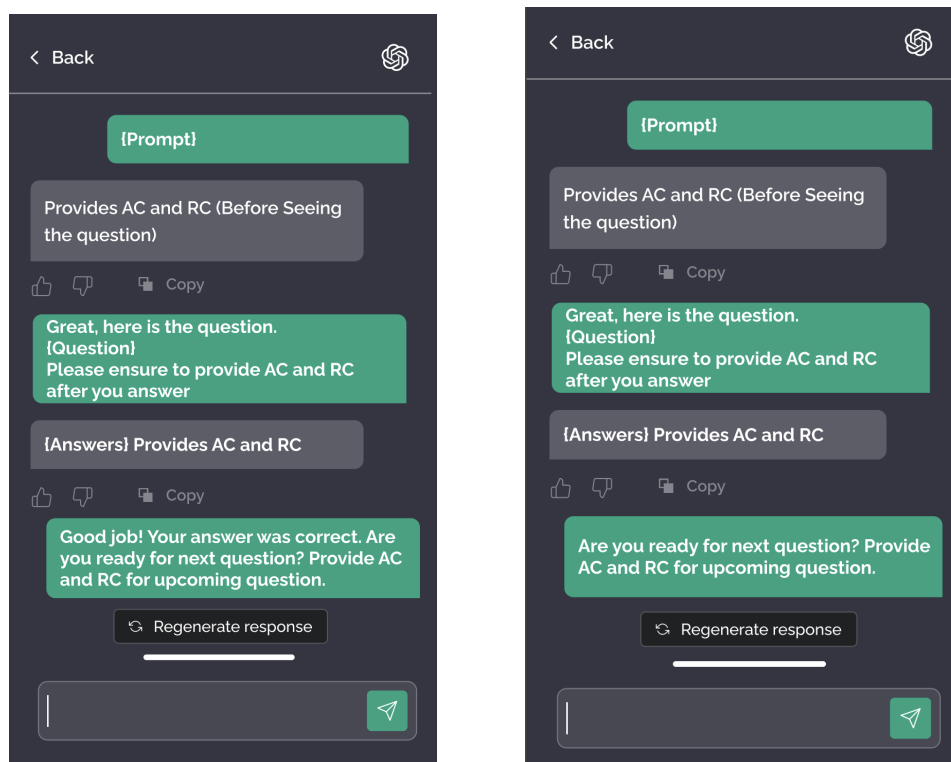 Back
{Prompt}
Provides AC and RC (Before Seeing
the question)
Copy
Great, here is the question.
{Question}
Please ensure to provide AC and RC
after you answer
{Answers} Provides AC and RC
Copy
Good job! Your answer was correct. Are
you ready for next question? Provide AC
and RC for upcoming question.
Regenerate response
Back
{Prompt}
Provides AC and RC (Before Seeing
the question)
Copy
Great, here is the question.
{Question}
Please ensure to provide AC and RC
after you answer
{Answers} Provides AC and RC
Copy
Are you ready for next question? Provide
AC and RC for upcoming question.
Regenerate response